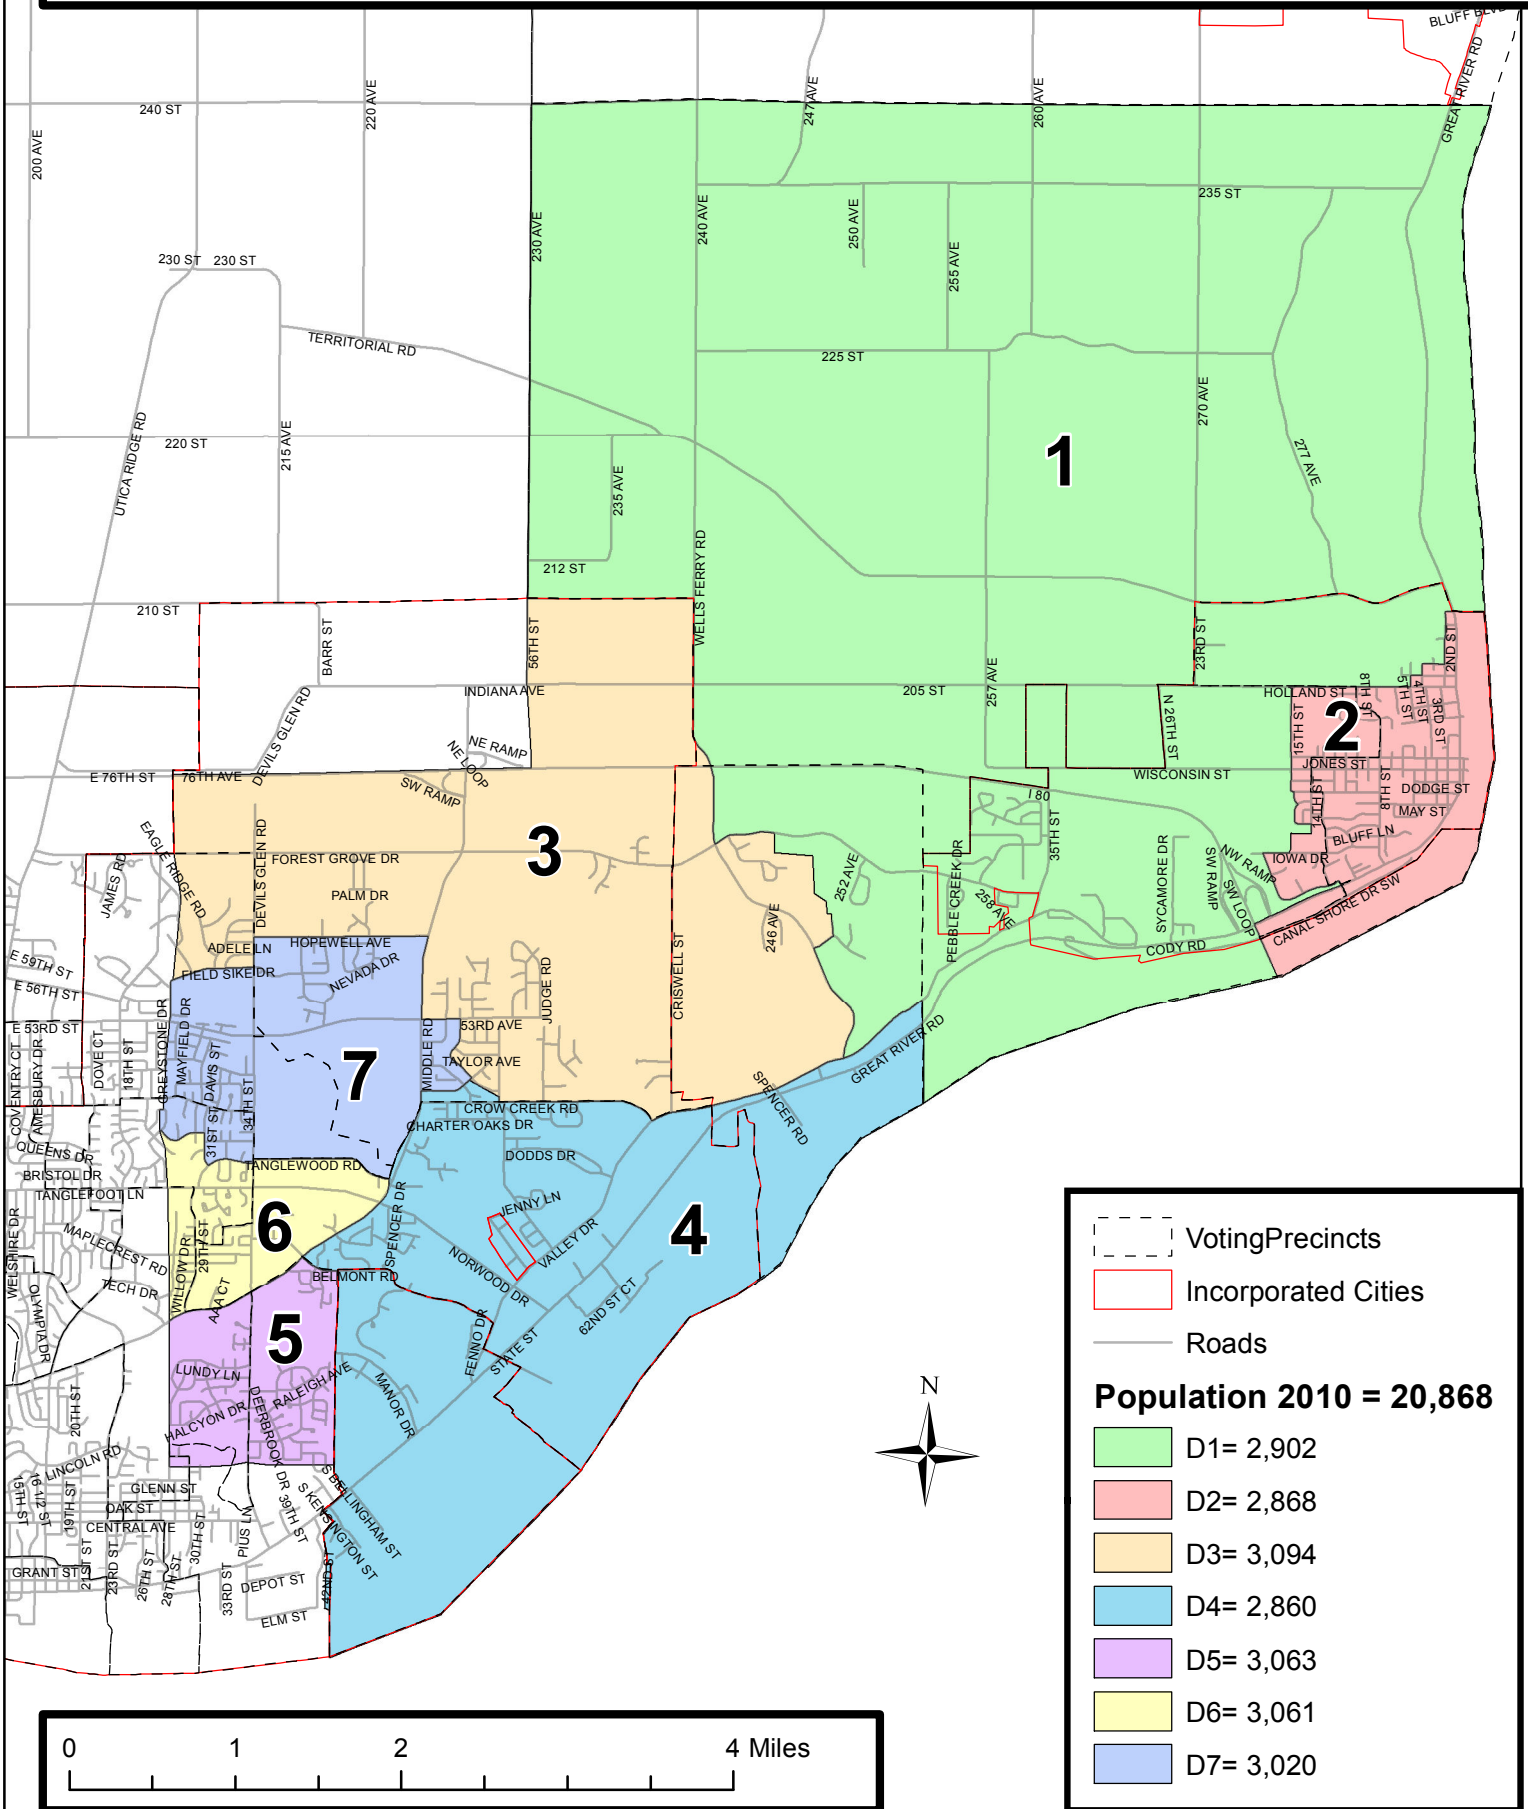 BLUFF BLVD
GREAT RIVER RD
240 ST
220 AVE
247 AVE
260 AVE
200 AVE
235 ST
230 AVE
240 AVE
250 AVE
255 AVE
230 ST
230 ST
TERRITORIAL RD
225 ST
270 AVE
277 AVE
UTICA RIDGE RD
220 ST
215 AVE
235 AVE
1
212 ST
WELLS FERRY RD
210 ST
BARR ST
56TH ST
23RD ST
2ND ST
INDIANA AVE
205 ST
257 AVE
N 26TH ST
HOLLAND ST
8TH ST
5TH ST
4TH ST
3RD ST
15TH ST
2
DEVILS GLEN RD
NE RAMP
NE LOOP
E 76TH ST
76TH AVE
SW RAMP
WISCONSIN ST
JONES ST
I 80
14TH ST
8TH ST
DODGE ST
MAY ST
BLUFF LN
IOWA DR
EAGLE RIDGE RD
JAMES RD
DEVILS GLEN RD
FOREST GROVE DR
3
PALM DR
252 AVE
PEBBLE CREEK DR
35TH ST
SYCAMORE DR
SW RAMP
NW RAMP
SW LOOP
258 AVE
246 AVE
CANAL SHORE DR SW
CODY RD
ADELE LN
HOPEWELL AVE
E 59TH ST
FIELD SIKE DR
NEVADA DR
E 56TH ST
JUDGE RD
CRISWELL ST
E 53RD ST
53RD AVE
GREYSTONE DR
MAYFIELD DR
DAVIS ST
COVENTRY CT
AMESBURY DR
DOVE CT
18TH ST
7
MIDDLE RD
TAYLOR AVE
GREAT RIVER RD
SPENCER RD
31ST ST
34TH ST
CROW CREEK RD
CHARTER OAKS DR
QUEENS DR
BRISTOL DR
TANGLEWOOD RD
DODDS DR
TANGLEFOOT LN
JENNY LN
WELSHIRE DR
MAPLECREST RD
6
29TH ST
WILLOW DR
SPENCER DR
VALLEY DR
4
NORWOOD DR
TECH DR
AAA CT
BELMONT RD
OLYMPIA DR
62ND ST CT
FENNO DR
STATE ST
5
LUNDY LN
RALEIGH AVE
MANOR DR
HALCYON DR
DEERBROOK DR
20TH ST
LINCOLN RD
15TH ST
16 1/2 ST
19TH ST
GLENN ST
OAK ST
CENTRAL AVE
39TH ST
S BELLINGHAM ST
S KENSINGTON ST
GRANT ST
21ST ST
23RD ST
26TH ST
28TH ST
30TH ST
PIUS LN
33RD ST
DEPOT ST
ELM ST
42ND ST
N
VotingPrecincts
Incorporated Cities
Roads
Population 2010 = 20,868
D1= 2,902
D2= 2,868
D3= 3,094
D4= 2,860
D5= 3,063
D6= 3,061
D7= 3,020
0 1 2 4 Miles